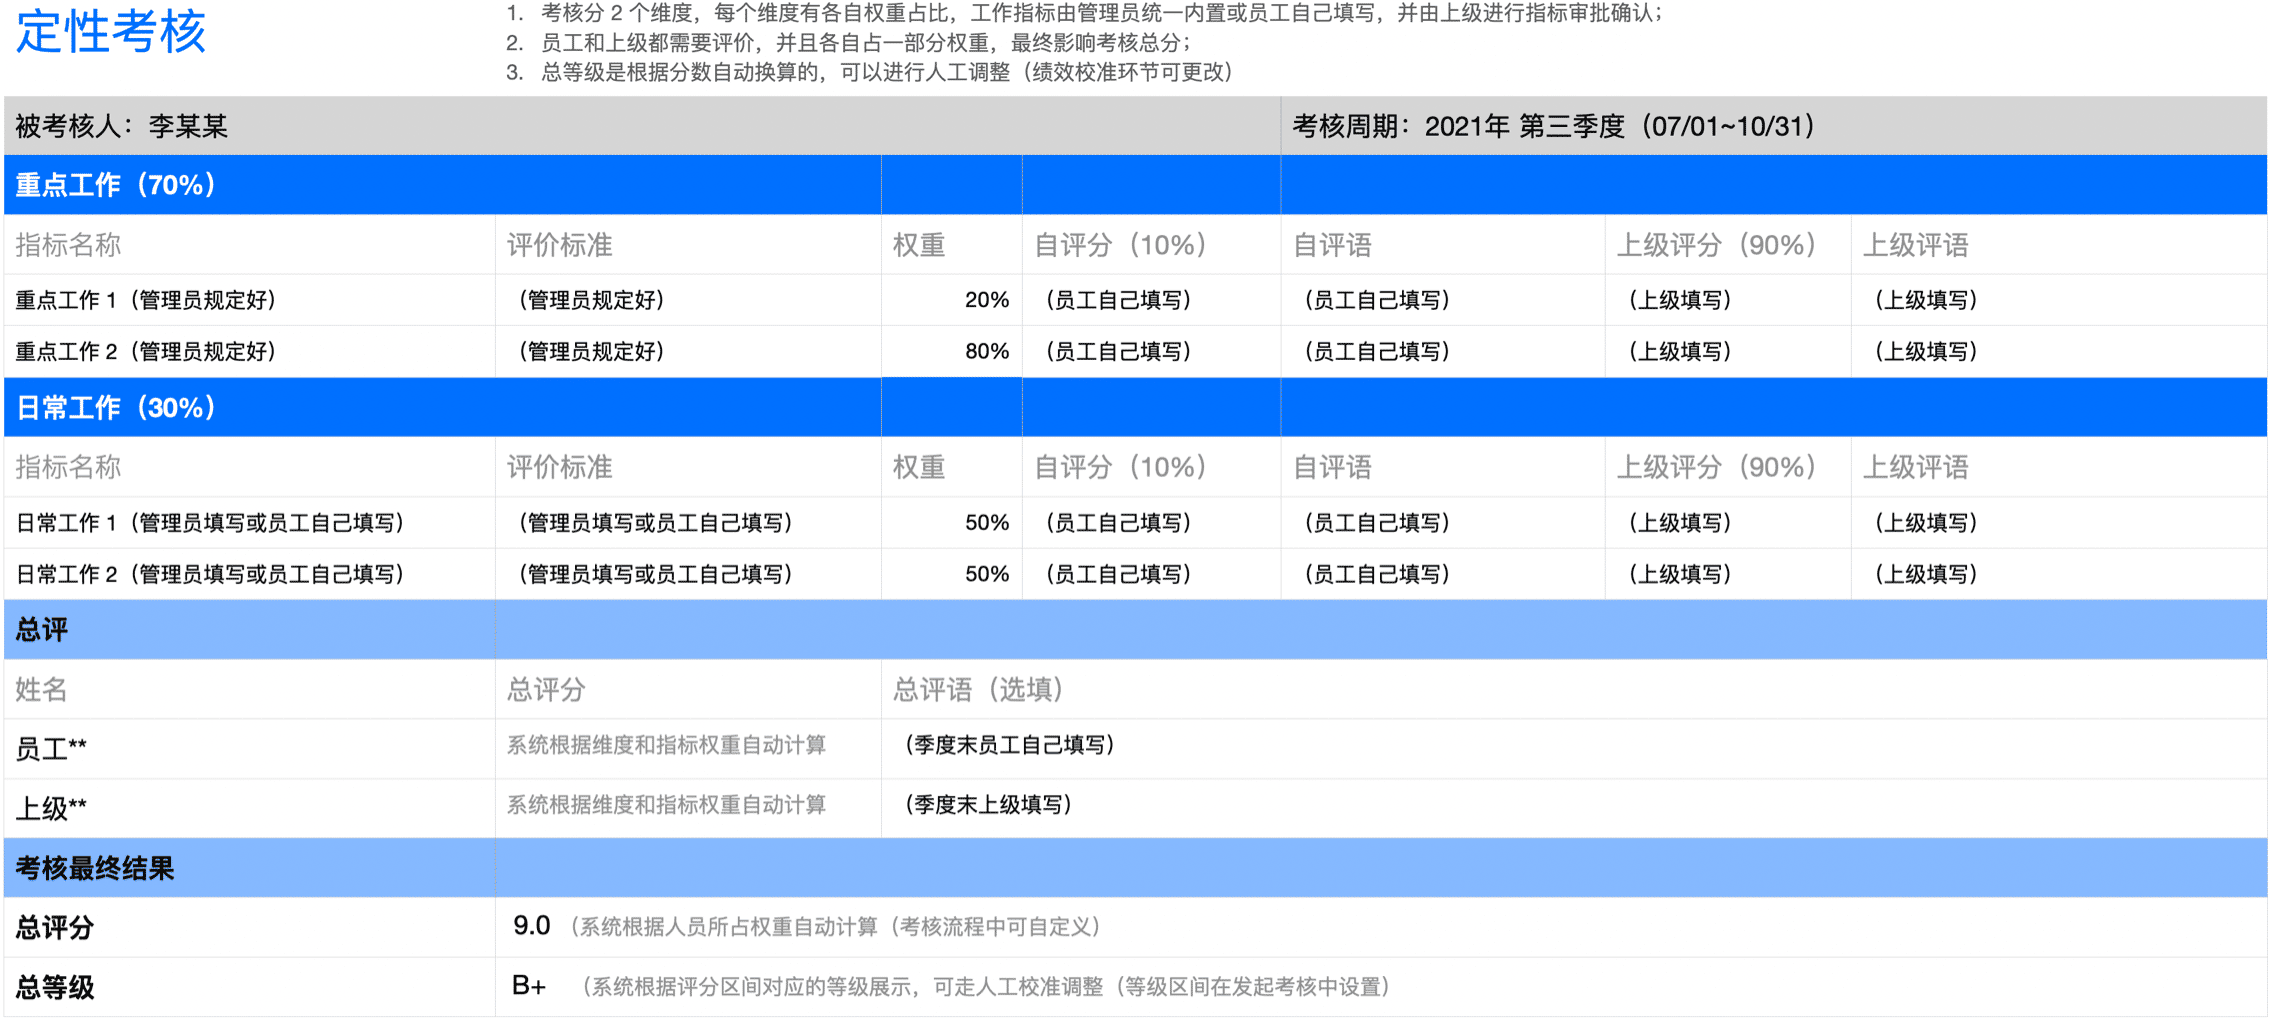 定性考核
1. 考核分 2 个维度，每个维度有各自权重占比，工作指标由管理员统一内置或员工自己填写，并由上级进行指标审批确认；
2. 员工和上级都需要评价，并且各自占一部分权重，最终影响考核总分；
3. 总等级是根据分数自动换算的，可以进行人工调整（绩效校准环节可更改）
被考核人：李某某 考核周期：2021年 第三季度（07/01~10/31）
重点工作（70%）
指标名称 评价标准 权重 自评分（10%） 自评语 上级评分（90%） 上级评语
重点工作 1（管理员规定好） （管理员规定好） 20% （员工自己填写） （员工自己填写） （上级填写） （上级填写）
重点工作 2（管理员规定好） （管理员规定好） 80% （员工自己填写） （员工自己填写） （上级填写） （上级填写）
日常工作（30%）
指标名称 评价标准 权重 自评分（10%） 自评语 上级评分（90%） 上级评语
日常工作 1（管理员填写或员工自己填写） （管理员填写或员工自己填写） 50% （员工自己填写） （员工自己填写） （上级填写） （上级填写）
日常工作 2（管理员填写或员工自己填写） （管理员填写或员工自己填写） 50% （员工自己填写） （员工自己填写） （上级填写） （上级填写）
总评
姓名 总评分 总评语（选填）
员工** 系统根据维度和指标权重自动计算 （季度末员工自己填写）
上级** 系统根据维度和指标权重自动计算 （季度末上级填写）
考核最终结果
总评分 9.0 （系统根据人员所占权重自动计算（考核流程中可自定义）
总等级 B+ （系统根据评分区间对应的等级展示，可走人工校准调整（等级区间在发起考核中设置）